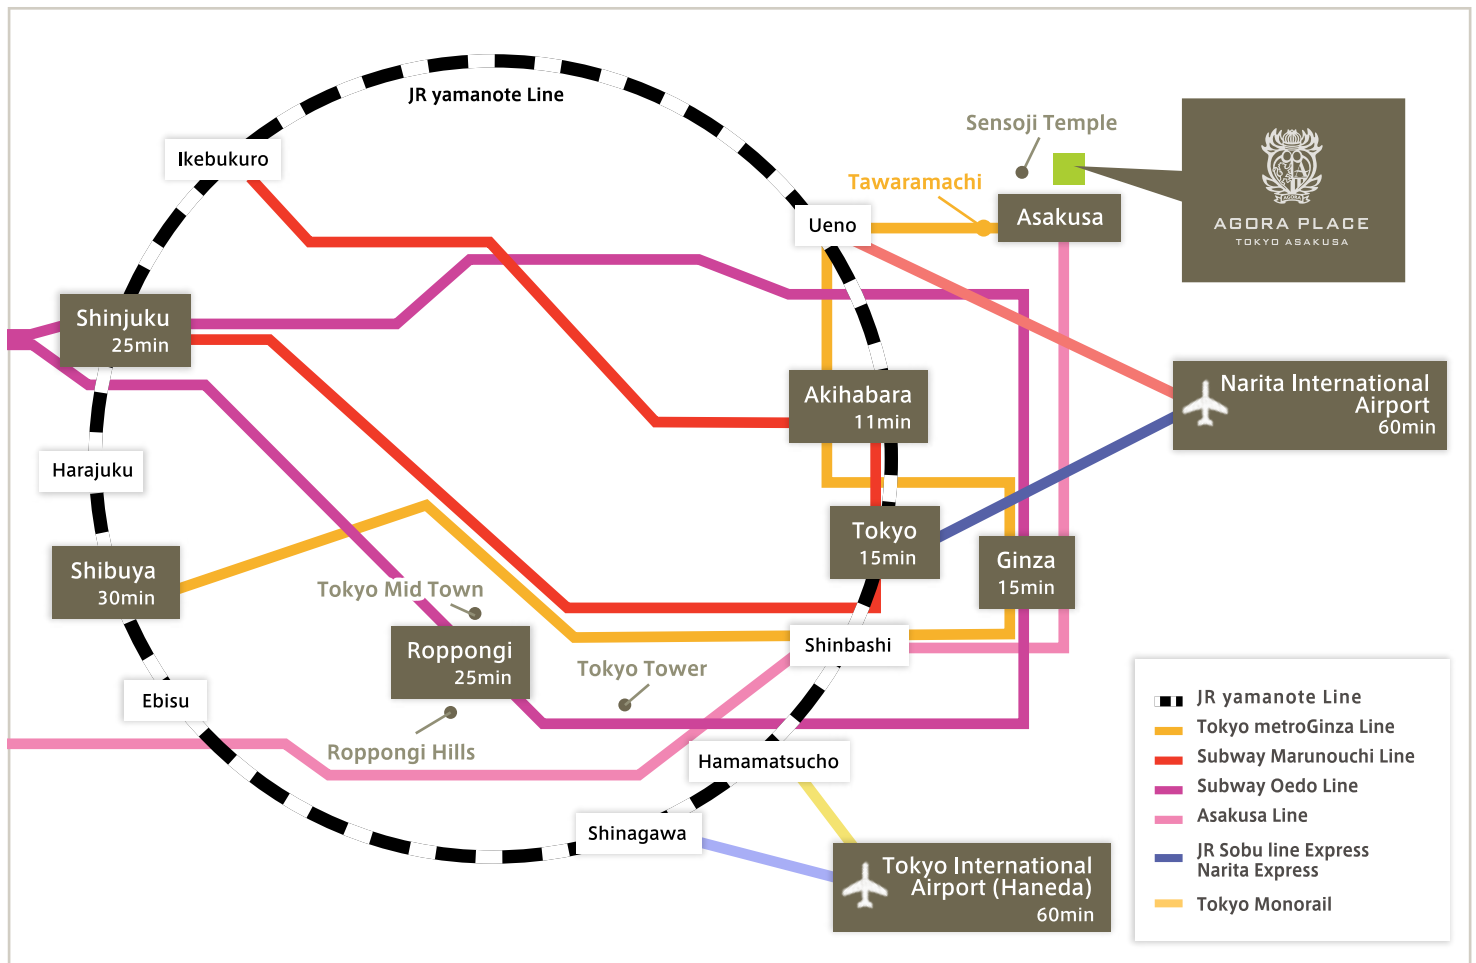 JR yamanote Line
Ikebukuro
Sensoji Temple
Tawaramachi
Ueno
Asakusa
AGORA
AGORA PLACE
TOKYO ASAKUSA
Shinjuku
25min
Akihabara
11min
Narita International
Airport
60min
Harajuku
Tokyo
15min
Ginza
15min
Shibuya
30min
Tokyo Mid Town
Roppongi
25min
Shinbashi
Tokyo Tower
Ebisu
Roppongi Hills
Hamamatsucho
Shinagawa
Tokyo International
Airport (Haneda)
60min
JR yamanote Line
Tokyo metroGinza Line
Subway Marunouchi Line
Subway Oedo Line
Asakusa Line
JR Sobu line Express
Narita Express
Tokyo Monorail